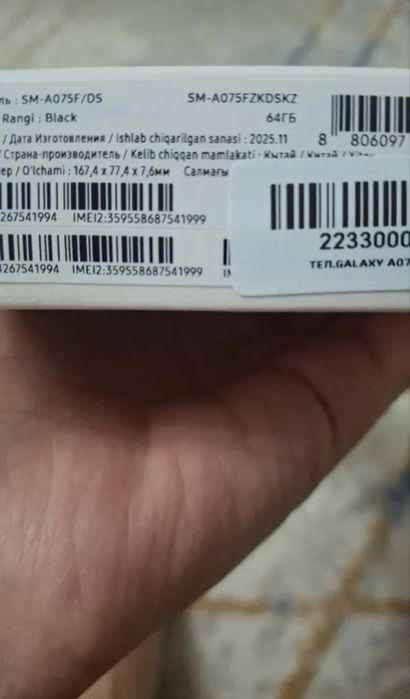 ль : SM-A075F/DS SM-A075FZKDSKZ
Rangi : Black 64ГБ
/ Дата Изготовления / Ishlab chiqarilgan sanasi : 2025.11 8 806097
/ Страна-производитель / Kelib chiqqan mamlakati : Китай / Китай / Xitoy
ер / O'lchami : 167,4 x 77,4 x 7,6мм Салмағы
267541994 IMEI2:359558687541999
2233000
ТЕЛ.GALAXY A07
267541994 IMEI2:359558687541999